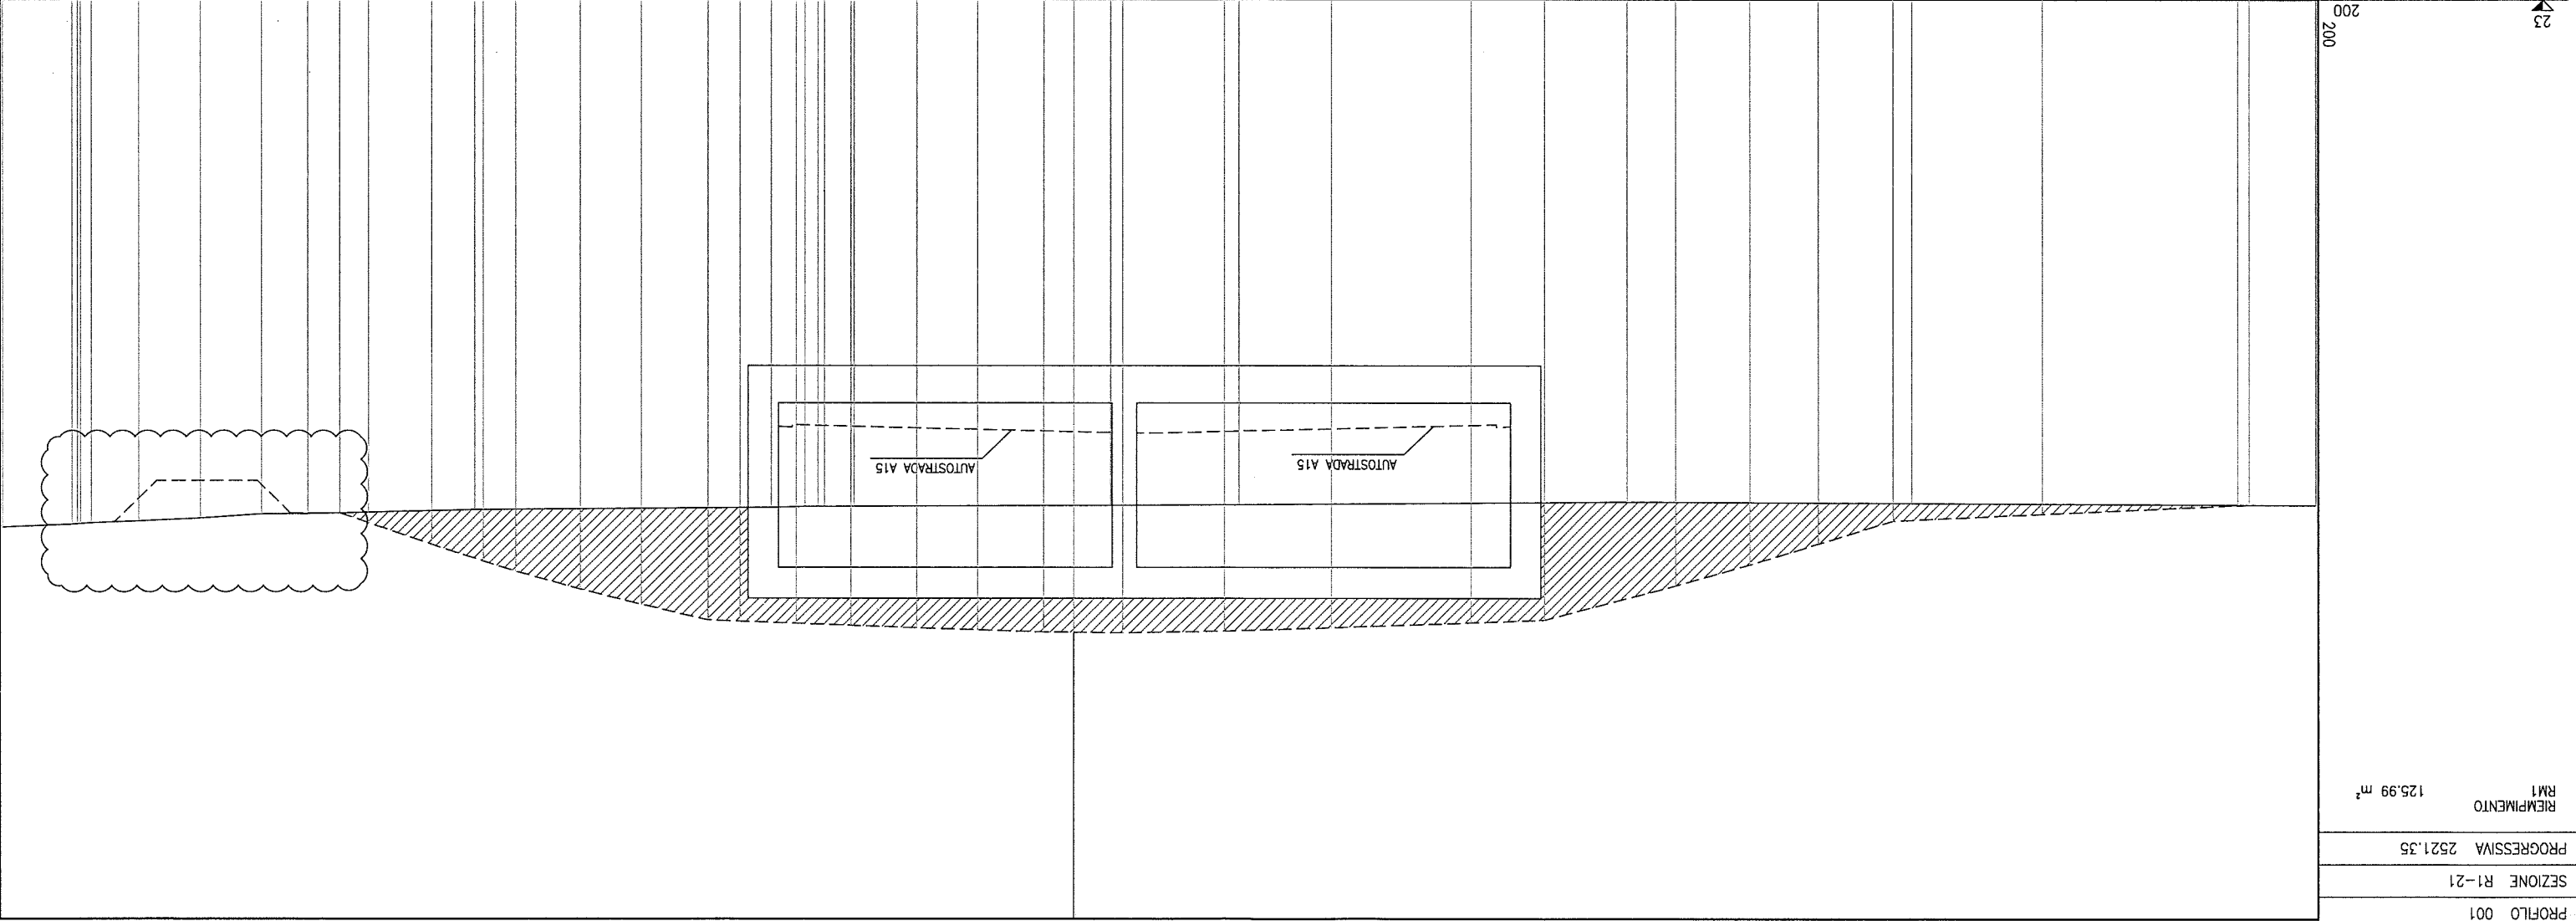 PROFILO 001
SEZIONE R1-21
PROGRESSIVA 2521.35
RIEMPIMENTO
RM1 125.99 m²
AUTOSTRADA A15
AUTOSTRADA A15
23
200
200